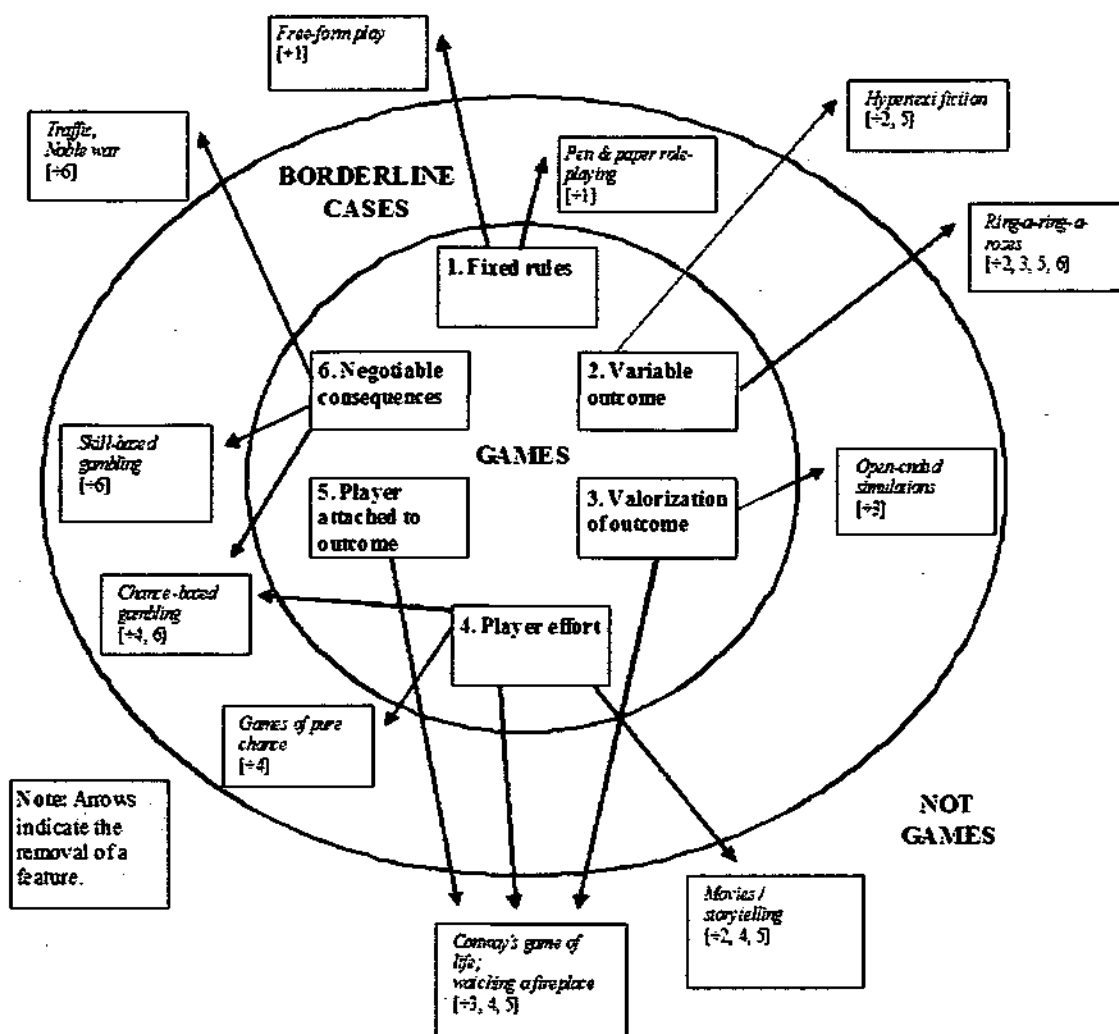 Free-form play
[÷1]
Traffic,
Noble war
[÷6]
Hypertext fiction
[÷2, 5]
BORDERLINE
CASES
Pen & paper role-
playing
[÷1]
Ring-a-ring-a-
roses
[÷2, 3, 5, 6]
1. Fixed rules
6. Negotiable
consequences
2. Variable
outcome
Skill-based
gambling
[÷6]
GAMES
Open-ended
simulations
[÷3]
5. Player
attached to
outcome
3. Valorization
of outcome
Chance-based
gambling
[÷4, 6]
4. Player effort
Games of pure
chance
[÷4]
Note: Arrows
indicate the
removal of a
feature.
NOT
GAMES
Movies /
storytelling
[÷2, 4, 5]
Conway's game of
life;
watching a fireplace
[÷3, 4, 5]